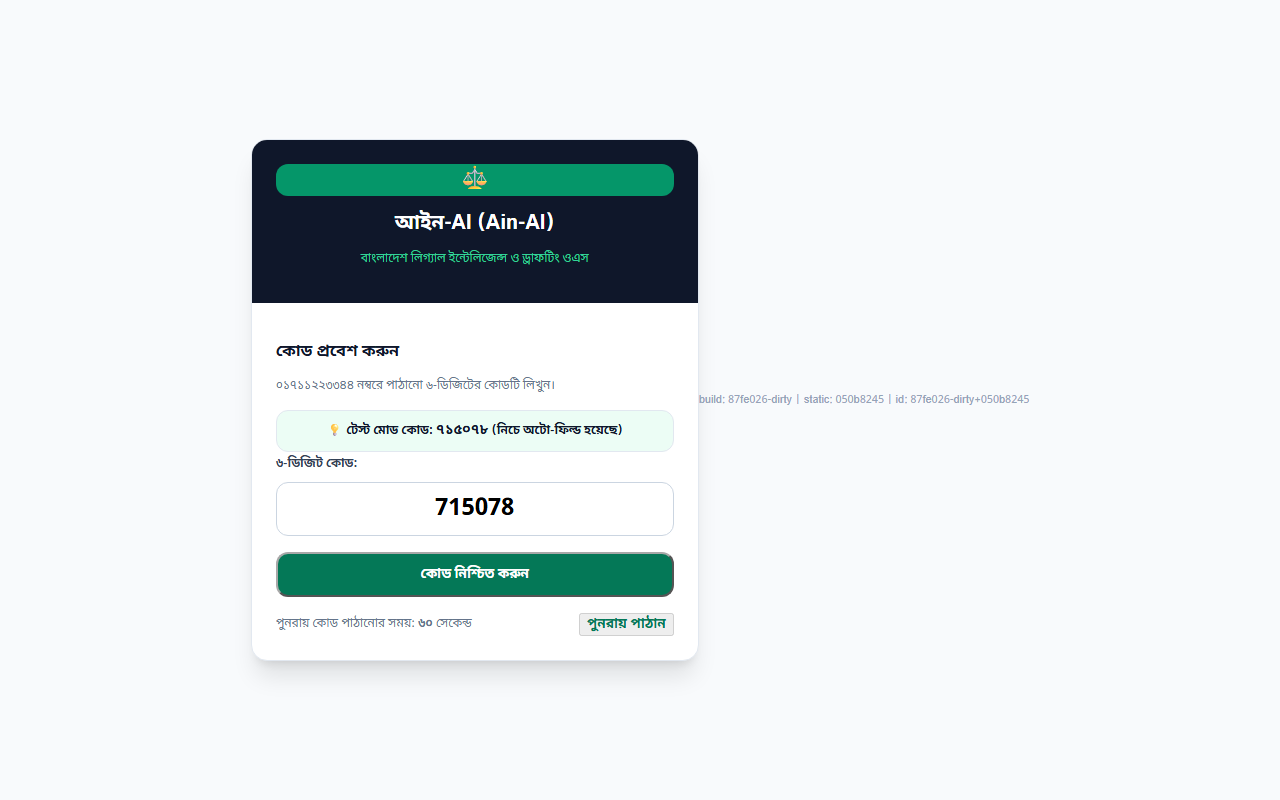 আইন-AI (Ain-AI)
বাংলাদেশ লিগ্যাল ইন্টেলিজেন্স ও ড্রাফটিং ওএস
কোড প্রবেশ করুন
০১৭১১২২৩৩৪৪ নম্বরে পাঠানো ৬-ডিজিটের কোডটি লিখুন।
টেস্ট মোড কোড: ৭১৫০৭৮ (নিচে অটো-ফিল্ড হয়েছে)
৬-ডিজিট কোড:
715078
কোড নিশ্চিত করুন
পুনরায় কোড পাঠানোর সময়: ৬০ সেকেন্ড
পুনরায় পাঠান
build: 87fe026-dirty | static: 050b8245 | id: 87fe026-dirty+050b8245